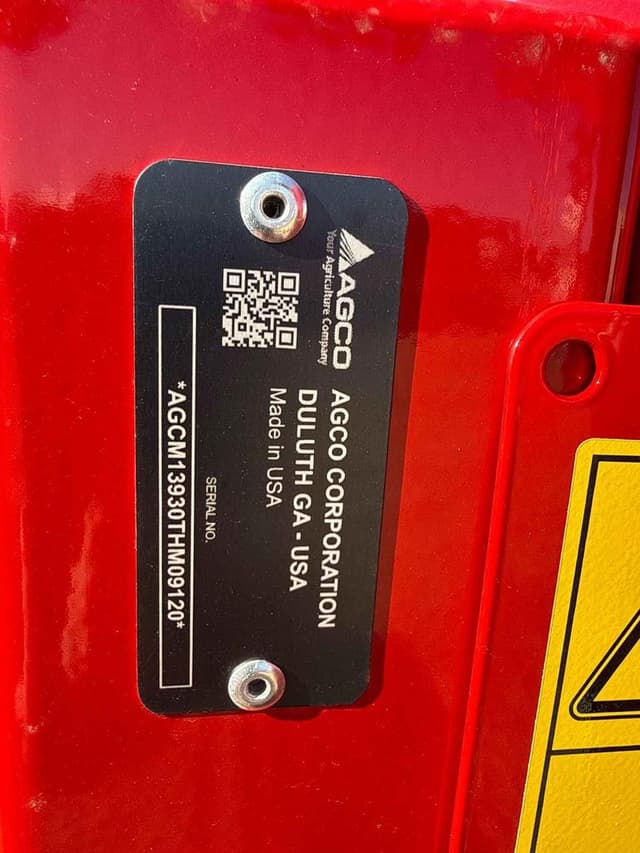 AGCO
Your Agriculture Company
AGCO CORPORATION
DULUTH GA - USA
Made in USA
SERIAL NO.
*AGCM13930THM09120*